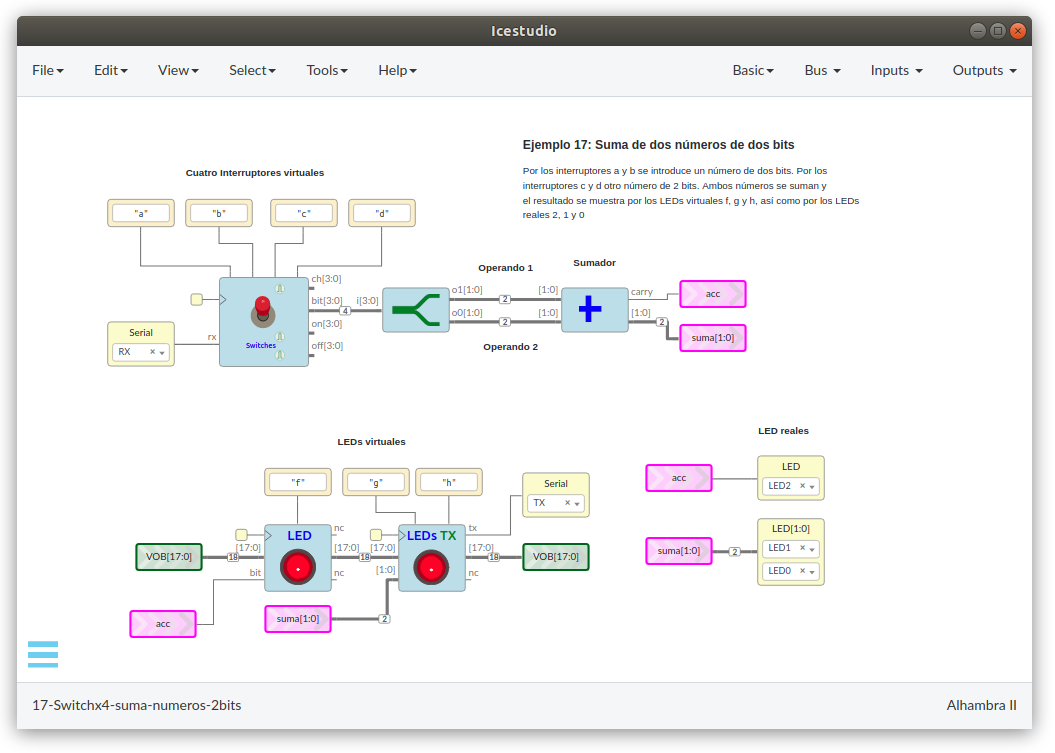 Icestudio
File Edit View Select Tools Help Basic Bus Inputs Outputs
Ejemplo 17: Suma de dos números de dos bits
Por los interruptores a y b se introduce un número de dos bits. Por los
interruptores c y d otro número de 2 bits. Ambos números se suman y
el resultado se muestra por los LEDs virtuales f, g y h, así como por los LEDs
reales 2, 1 y 0
Cuatro Interruptores virtuales
"a" "b" "c" "d"
Operando 1
Sumador
ch[3:0]
bit[3:0]
on[3:0]
off[3:0]
4
i[3:0]
Serial
RX
rx
Switches
o1[1:0]
o0[1:0]
2
2
[1:0]
[1:0]
+
carry
[1:0]
2
acc
suma[1:0]
Operando 2
LEDs virtuales
"f" "g" "h"
Serial
TX
LED
nc
[17:0]
bit
[17:0]
nc
18
18
LEDs TX
[17:0]
[1:0]
tx
[17:0]
nc
18
VOB[17:0]
VOB[17:0]
acc
suma[1:0]
2
LED reales
acc
LED
LED2
suma[1:0]
2
LED[1:0]
LED1
LED0
17-Switchx4-suma-numeros-2bits
Alhambra II